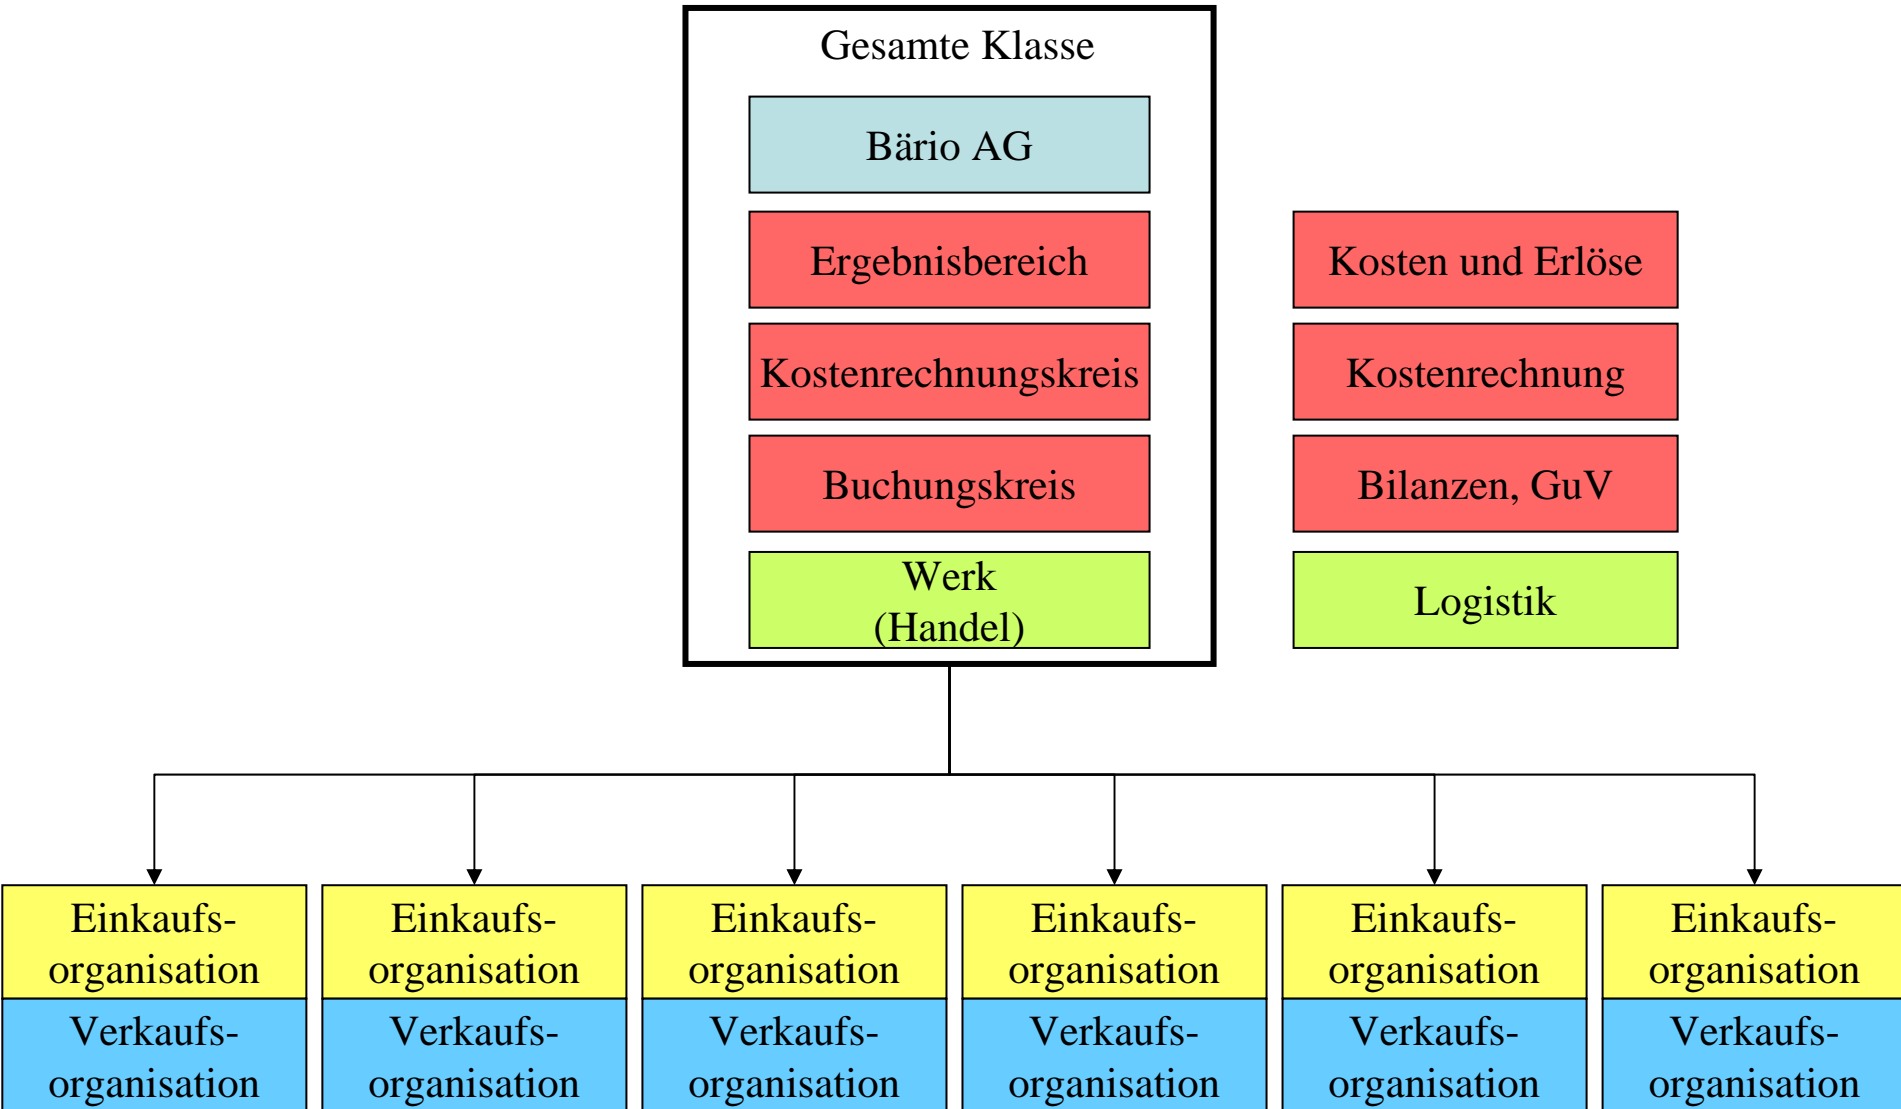 Gesamte Klasse
Bärio AG
Ergebnisbereich
Kosten und Erlöse
Kostenrechnungskreis
Kostenrechnung
Buchungskreis
Bilanzen, GuV
Werk
(Handel)
Logistik
Einkaufs-
organisation
Verkaufs-
organisation
Einkaufs-
organisation
Verkaufs-
organisation
Einkaufs-
organisation
Verkaufs-
organisation
Einkaufs-
organisation
Verkaufs-
organisation
Einkaufs-
organisation
Verkaufs-
organisation
Einkaufs-
organisation
Verkaufs-
organisation